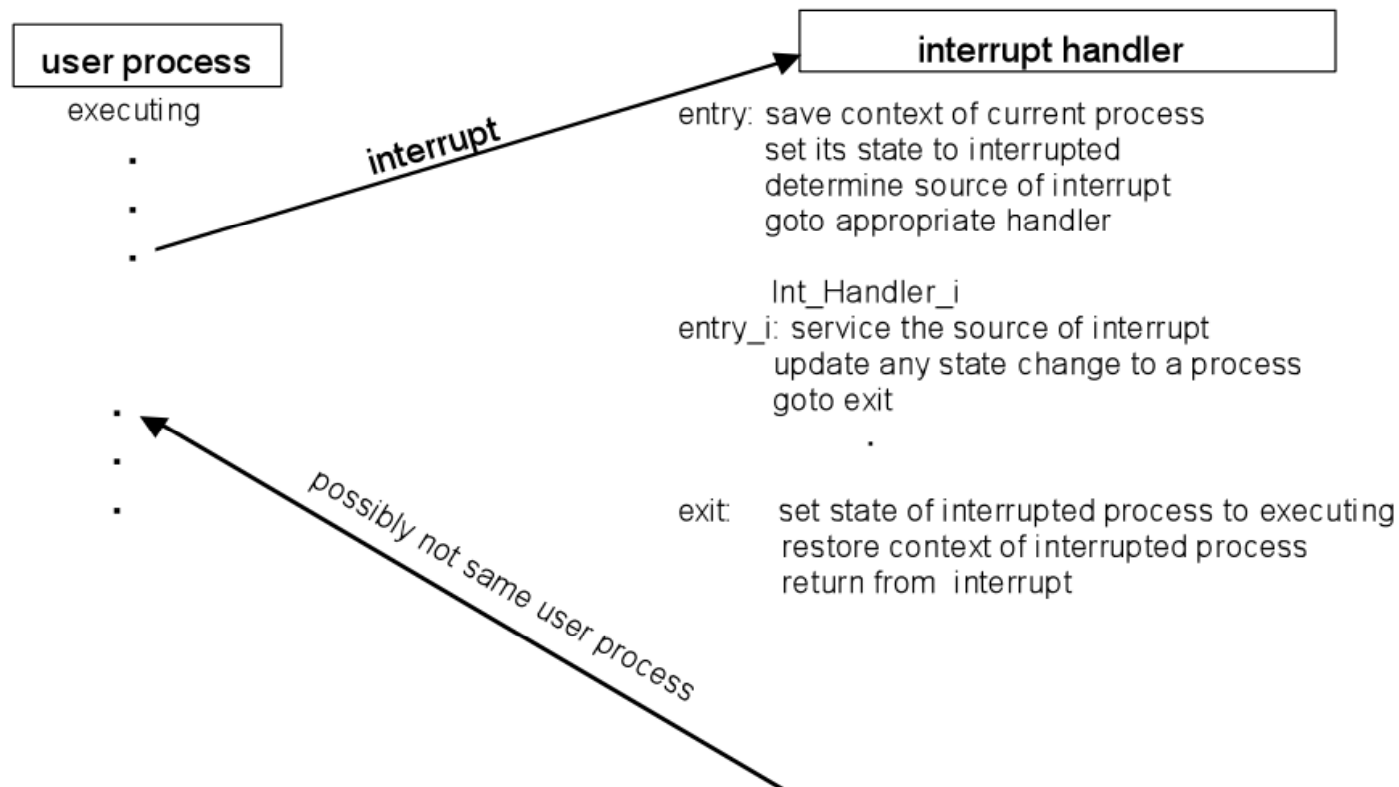 user process
executing
interrupt
interrupt handler
entry: save context of current process
set its state to interrupted
determine source of interrupt
goto appropriate handler
Int_Handler_i
entry_i: service the source of interrupt
update any state change to a process
goto exit
exit: set state of interrupted process to executing
restore context of interrupted process
return from interrupt
possibly not same user process